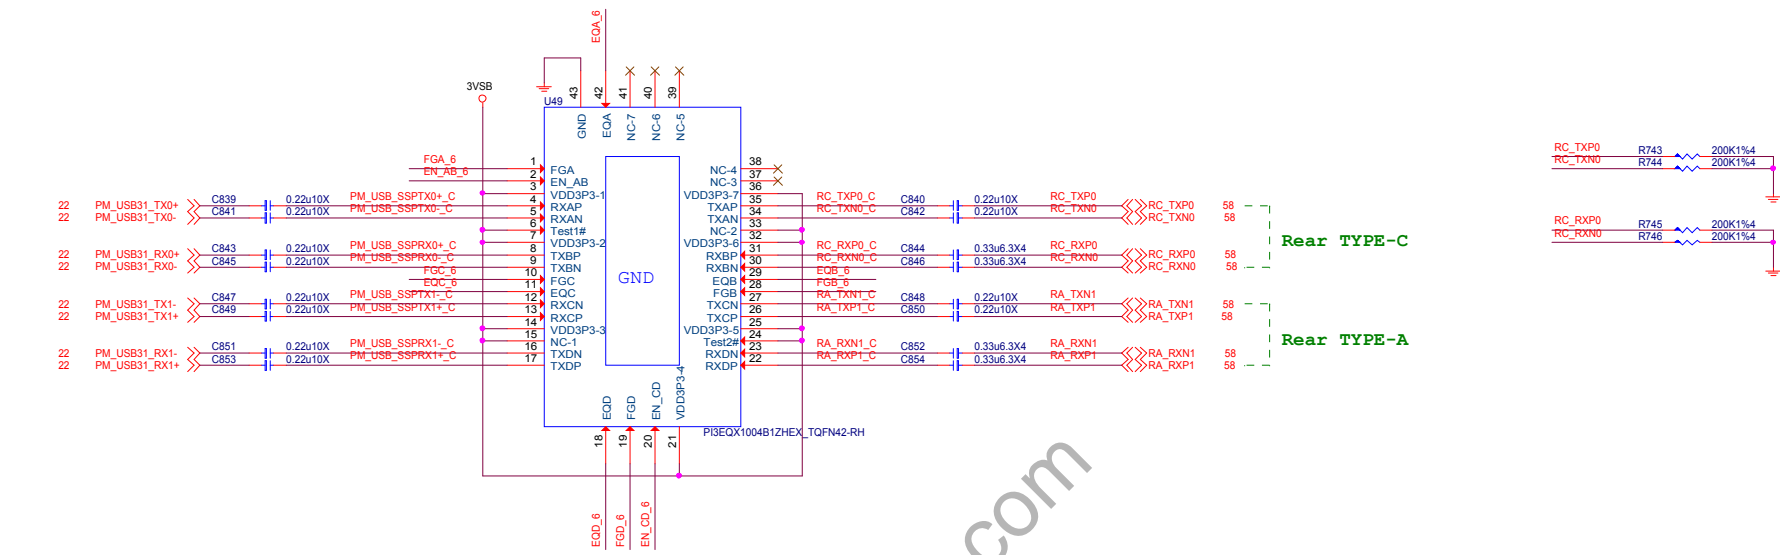 EQA_6
3VSB
U49
43 42 41 40 39
GND EQA NC-7 NC-6 NC-5
FGA_6 1 FGA
EN_AB_6 2 EN_AB
3 VDD3P3-1
22 PM_USB31_TX0+ C839 0.22u10X PM_USB_SSPTX0+_C 4 RXAP
22 PM_USB31_TX0- C841 0.22u10X PM_USB_SSPTX0-_C 5 RXAN
6 Test1#
7 VDD3P3-2
22 PM_USB31_RX0+ C843 0.22u10X PM_USB_SSPRX0+_C 8 TXBP
22 PM_USB31_RX0- C845 0.22u10X PM_USB_SSPRX0-_C 9 TXBN
FGC_6 10 FGC
EQC_6 11 EQC
22 PM_USB31_TX1- C847 0.22u10X PM_USB_SSPTX1-_C 12 RXCN
22 PM_USB31_TX1+ C849 0.22u10X PM_USB_SSPTX1+_C 13 RXCP
14 VDD3P3-3
15 NC-1
22 PM_USB31_RX1- C851 0.22u10X PM_USB_SSPRX1-_C 16 TXDN
22 PM_USB31_RX1+ C853 0.22u10X PM_USB_SSPRX1+_C 17 TXDP
GND
NC-4 38
NC-3 37
VDD3P3-7 36
TXAP 35 RC_TXP0_C C840 0.22u10X RC_TXP0 RC_TXP0 58
TXAN 34 RC_TXN0_C C842 0.22u10X RC_TXN0 RC_TXN0 58
NC-2 33
VDD3P3-6 32
RXBP 31 RC_RXP0_C C844 0.33u6.3X4 RC_RXP0 RC_RXP0 58
RXBN 30 RC_RXN0_C C846 0.33u6.3X4 RC_RXN0 RC_RXN0 58
Rear TYPE-C
EQB 29 EQB_6
FGB 28 FGB_6
TXCN 27 RA_TXN1_C C848 0.22u10X RA_TXN1 RA_TXN1 58
TXCP 26 RA_TXP1_C C850 0.22u10X RA_TXP1 RA_TXP1 58
VDD3P3-5 25
Test2# 24
RXDN 23 RA_RXN1_C C852 0.33u6.3X4 RA_RXN1 RA_RXN1 58
RXDP 22 RA_RXP1_C C854 0.33u6.3X4 RA_RXP1 RA_RXP1 58
Rear TYPE-A
EQD FGD EN_CD VDD3P3-4
18 19 20 21
PI3EQX1004B1ZHEX_TQFN42-RH
EQD_6 FGD_6 EN_CD_6
RC_TXP0 R743 200K1%4
RC_TXN0 R744 200K1%4
RC_RXP0 R745 200K1%4
RC_RXN0 R746 200K1%4
.com